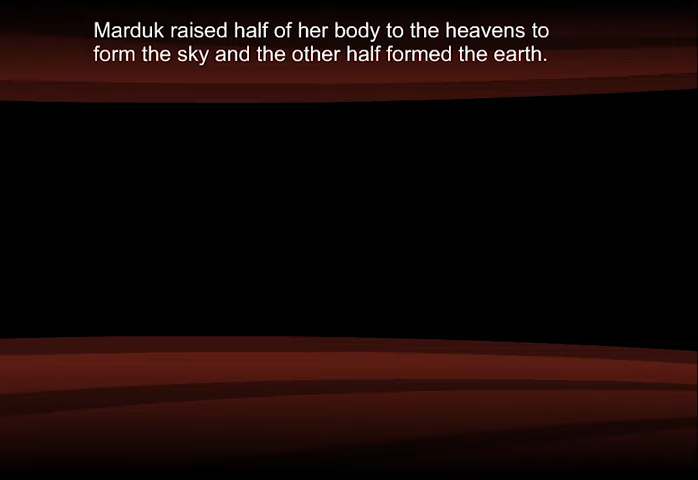 Marduk raised half of her body to the heavens to
form the sky and the other half formed the earth.